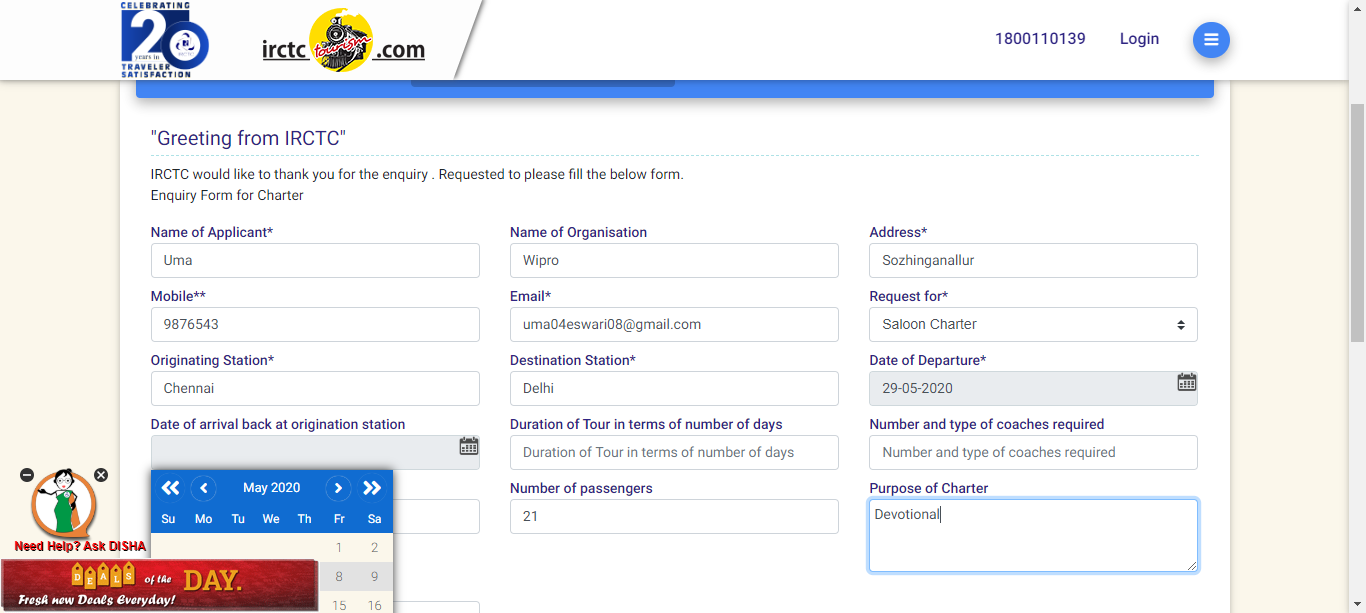 CELEBRATING
20
years in
TRAVELER
SATISFACTION
irctc tourism .com
1800110139
Login
"Greeting from IRCTC"
IRCTC would like to thank you for the enquiry . Requested to please fill the below form.
Enquiry Form for Charter
Name of Applicant* Name of Organisation Address*
Uma Wipro Sozhinganallur
Mobile** Email* Request for*
9876543 uma04eswari08@gmail.com Saloon Charter
Originating Station* Destination Station* Date of Departure*
Chennai Delhi 29-05-2020
Date of arrival back at origination station Duration of Tour in terms of number of days Number and type of coaches required
Duration of Tour in terms of number of days Number and type of coaches required
May 2020 Number of passengers Purpose of Charter
Su Mo Tu We Th Fr Sa 21 Devotional
1 2
8 9
15 16
Need Help? Ask DISHA
DEALS of the DAY.
Fresh new Deals Everyday!